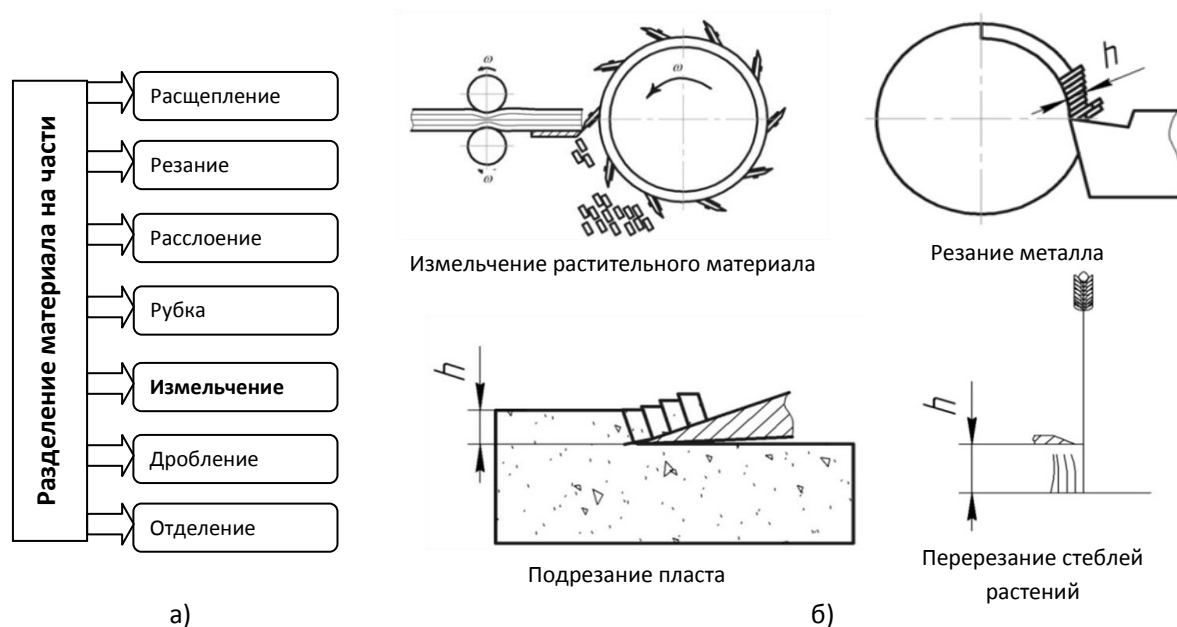 Разделение материала на части
Расщепление
Резание
Расслоение
Рубка
Измельчение
Дробление
Отделение
а)
ω
ω
ω
Измельчение растительного материала
h
Резание металла
h
Подрезание пласта
h
Перерезание стеблей
растений
б)